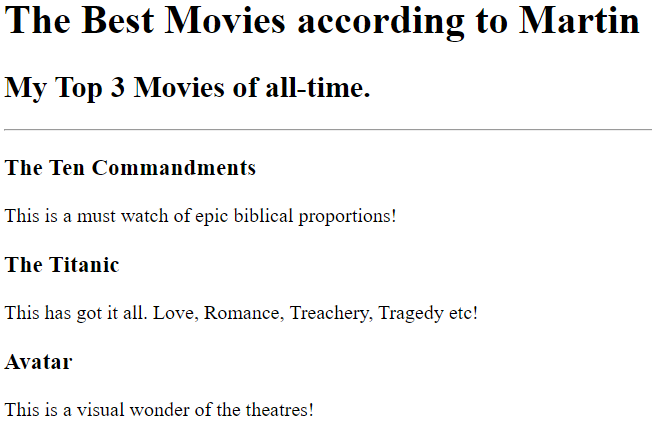 The Best Movies according to Martin
My Top 3 Movies of all-time.
The Ten Commandments
This is a must watch of epic biblical proportions!
The Titanic
This has got it all. Love, Romance, Treachery, Tragedy etc!
Avatar
This is a visual wonder of the theatres!